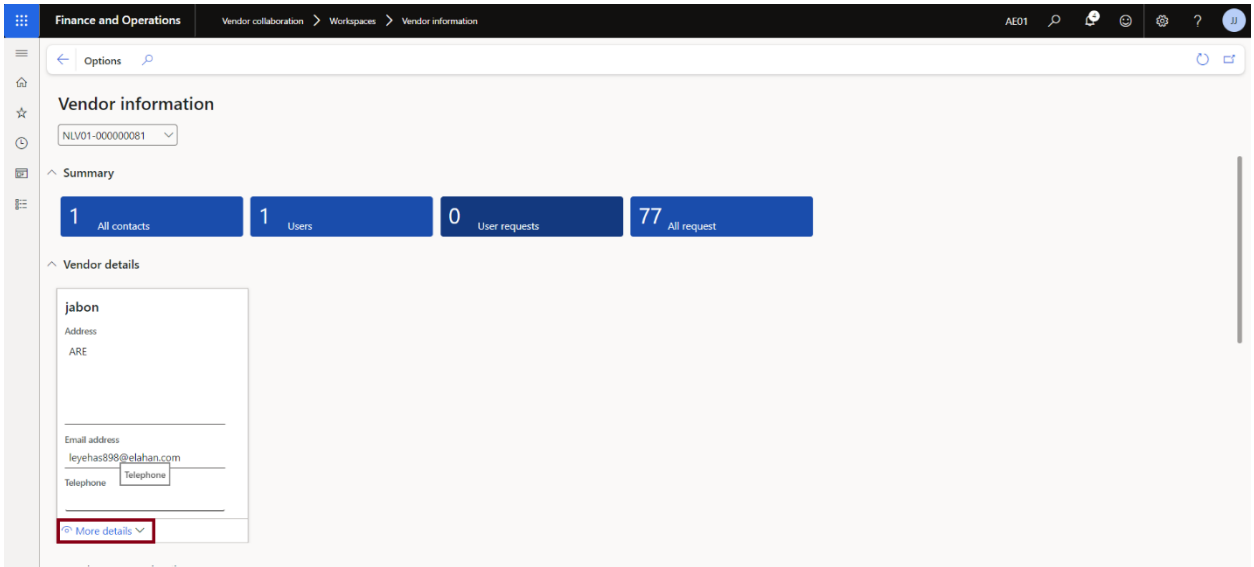 Finance and Operations
Vendor collaboration > Workspaces > Vendor information
AE01
4
?
JJ
Options
Vendor information
NLV01-000000081
Summary
1 All contacts
1 Users
0 User requests
77 All request
Vendor details
jabon
Address
ARE
Email address
leyehas898@elahan.com
Telephone
Telephone
More details